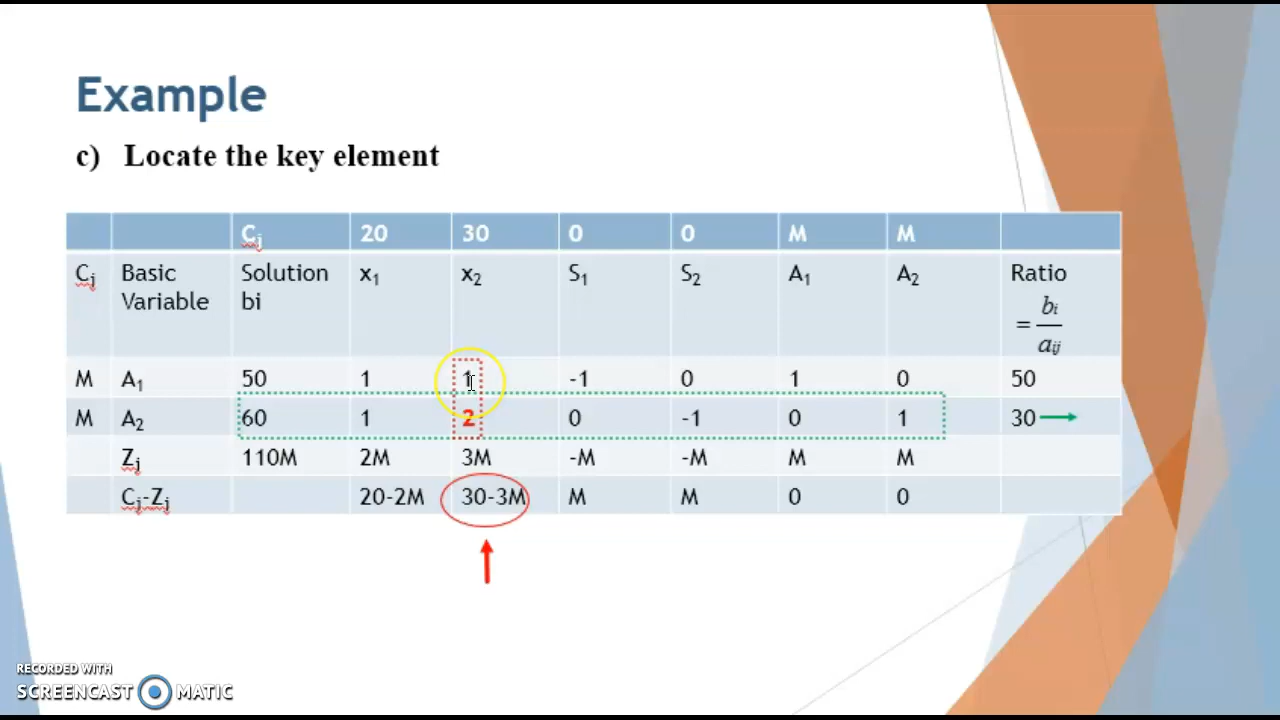 Example
c) Locate the key element
Cj 20 30 0 0 M M
Cj Basic Variable Solution bi x1 x2 S1 S2 A1 A2 Ratio = bi/aij
M A1 50 1 1 -1 0 1 0 50
M A2 60 1 2 0 -1 0 1 30
Zj 110M 2M 3M -M -M M M
Cj-Zj 20-2M 30-3M M M 0 0
RECORDED WITH
SCREENCAST MATIC